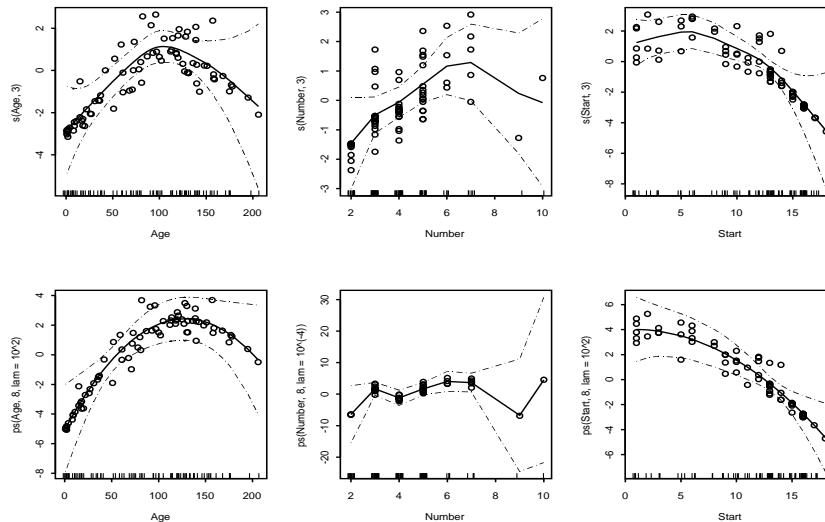 s(Age, 3)
2
0
-2
-4
0 50 100 150 200
Age
s(Number, 3)
3
2
1
0
-1
-2
-3
2 4 6 8 10
Number
s(Start, 3)
2
0
-2
-4
-6
-8
0 5 10 15
Start
ps(Age, 8, lam = 10^2)
4
2
0
-2
-4
-6
-8
0 50 100 150 200
Age
ps(Number, 8, lam = 10^(-4))
30
20
10
0
-10
-20
2 4 6 8 10
Number
ps(Start, 8, lam = 10^2)
6
4
2
0
-2
-4
-6
0 5 10 15
Start